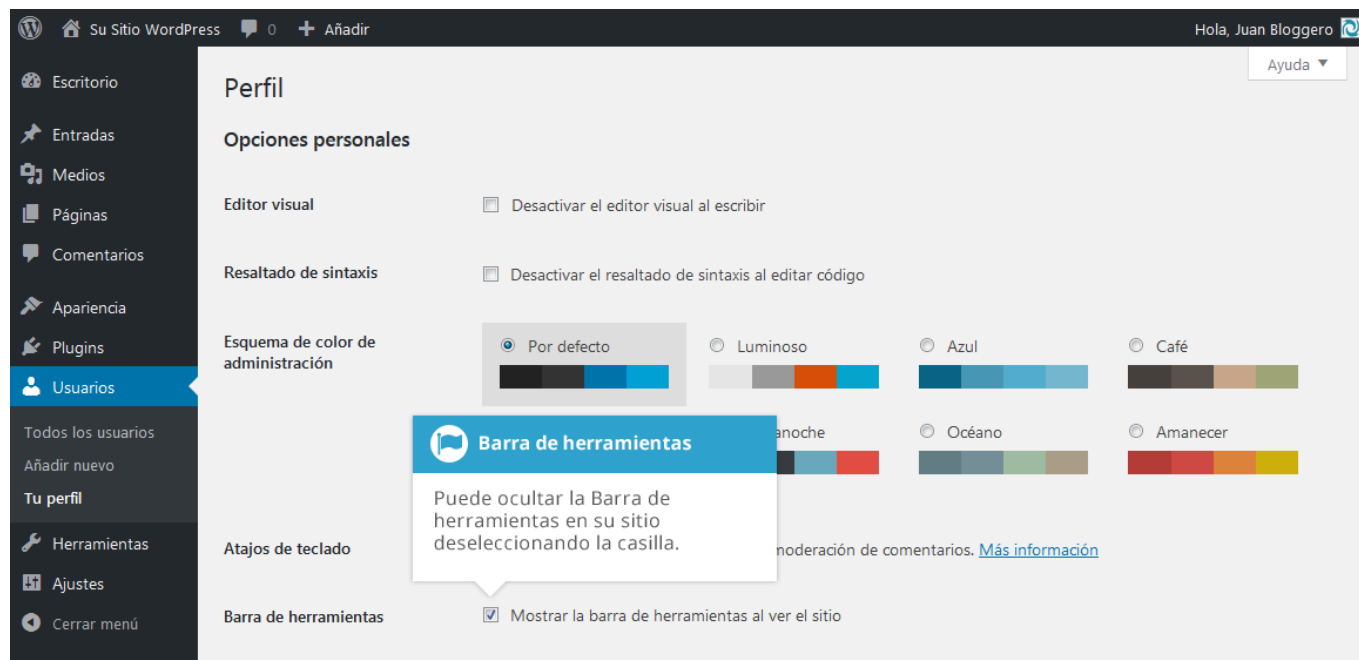 Su Sitio WordPress 0 Añadir Hola, Juan Bloggero
Ayuda
Escritorio
Entradas
Medios
Páginas
Comentarios
Apariencia
Plugins
Usuarios
Todos los usuarios
Añadir nuevo
Tu perfil
Herramientas
Ajustes
Cerrar menú
Perfil
Opciones personales
Editor visual
Desactivar el editor visual al escribir
Resaltado de sintaxis
Desactivar el resaltado de sintaxis al editar código
Esquema de color de
administración
Por defecto
Luminoso
Azul
Café
Océano
Amanecer
Barra de herramientas
Puede ocultar la Barra de
herramientas en su sitio
deseleccionando la casilla.
Atajos de teclado
moderación de comentarios. Más información
Barra de herramientas
Mostrar la barra de herramientas al ver el sitio